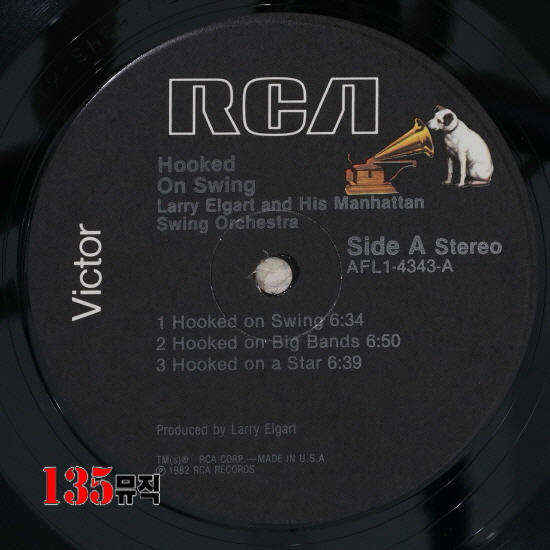 RCA
Hooked
On Swing
Larry Elgart and His Manhattan
Swing Orchestra
Victor
Side A Stereo
AFL1-4343-A
1 Hooked on Swing 6:34
2 Hooked on Big Bands 6:50
3 Hooked on a Star 6:39
Produced by Larry Elgart
TM(s)® RCA CORP.—MADE IN U.S.A.
℗ 1982 RCA RECORDS
135뮤직